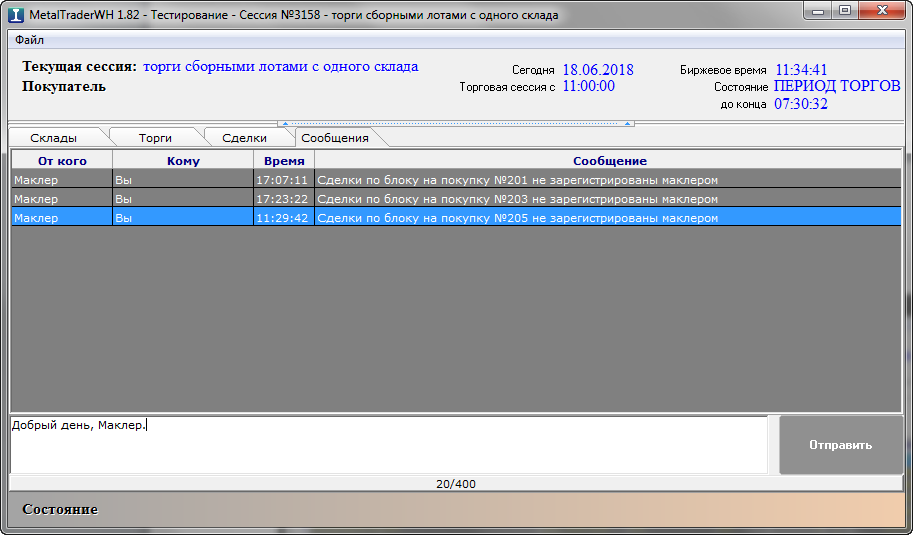 MetalTraderWH 1.82 - Тестирование - Сессия №3158 - торги сборными лотами с одного склада
Файл
Текущая сессия: торги сборными лотами с одного склада
Покупатель
Сегодня 18.06.2018
Торговая сессия с 11:00:00
Биржевое время 11:34:41
Состояние ПЕРИОД ТОРГОВ
до конца 07:30:32
Склады Торги Сделки Сообщения
От кого Кому Время Сообщение
Маклер Вы 17:07:11 Сделки по блоку на покупку №201 не зарегистрированы маклером
Маклер Вы 17:23:22 Сделки по блоку на покупку №203 не зарегистрированы маклером
Маклер Вы 11:29:42 Сделки по блоку на покупку №205 не зарегистрированы маклером
Добрый день, Маклер.
Отправить
20/400
Состояние